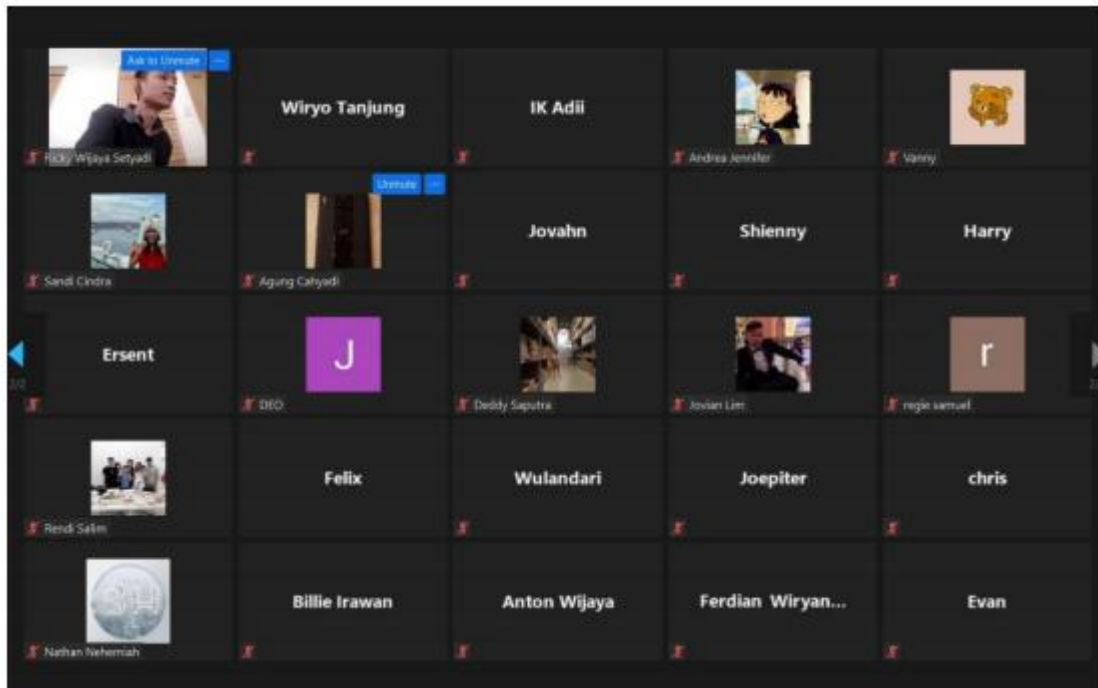 Ask to Unmute
Ricky Wijaya Setyadi
Wiryo Tanjung
IK Adii
Andrea Jennifer
Vanny
Sandi Cindra
Unmute
Agung Cahyadi
Jovahn
Shienny
Harry
Ersent
J
DEO
Deddy Saputra
Jovian Lim
r
regie samuel
Rendi Salim
Felix
Wulandari
Joepiter
chris
Nathan Nehemiah
Billie Irawan
Anton Wijaya
Ferdian Wiryan...
Evan